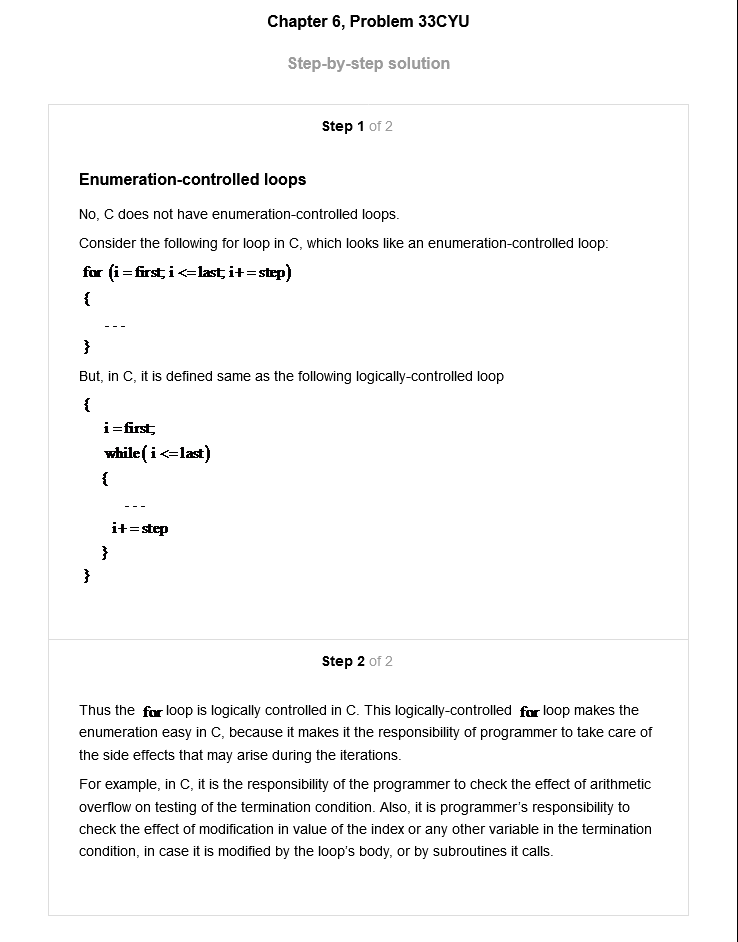 Chapter 6, Problem 33CYU
Step-by-step solution
Step 1 of 2
Enumeration-controlled loops
No, C does not have enumeration-controlled loops.
Consider the following for loop in C, which looks like an enumeration-controlled loop:
for (i = first; i <= last; i+ = step)
{
---
}
But, in C, it is defined same as the following logically-controlled loop
{
i = first;
while( i <= last)
{
---
i+ = step
}
}
Step 2 of 2
Thus the for loop is logically controlled in C. This logically-controlled for loop makes the
enumeration easy in C, because it makes it the responsibility of programmer to take care of
the side effects that may arise during the iterations.
For example, in C, it is the responsibility of the programmer to check the effect of arithmetic
overflow on testing of the termination condition. Also, it is programmer's responsibility to
check the effect of modification in value of the index or any other variable in the termination
condition, in case it is modified by the loop's body, or by subroutines it calls.